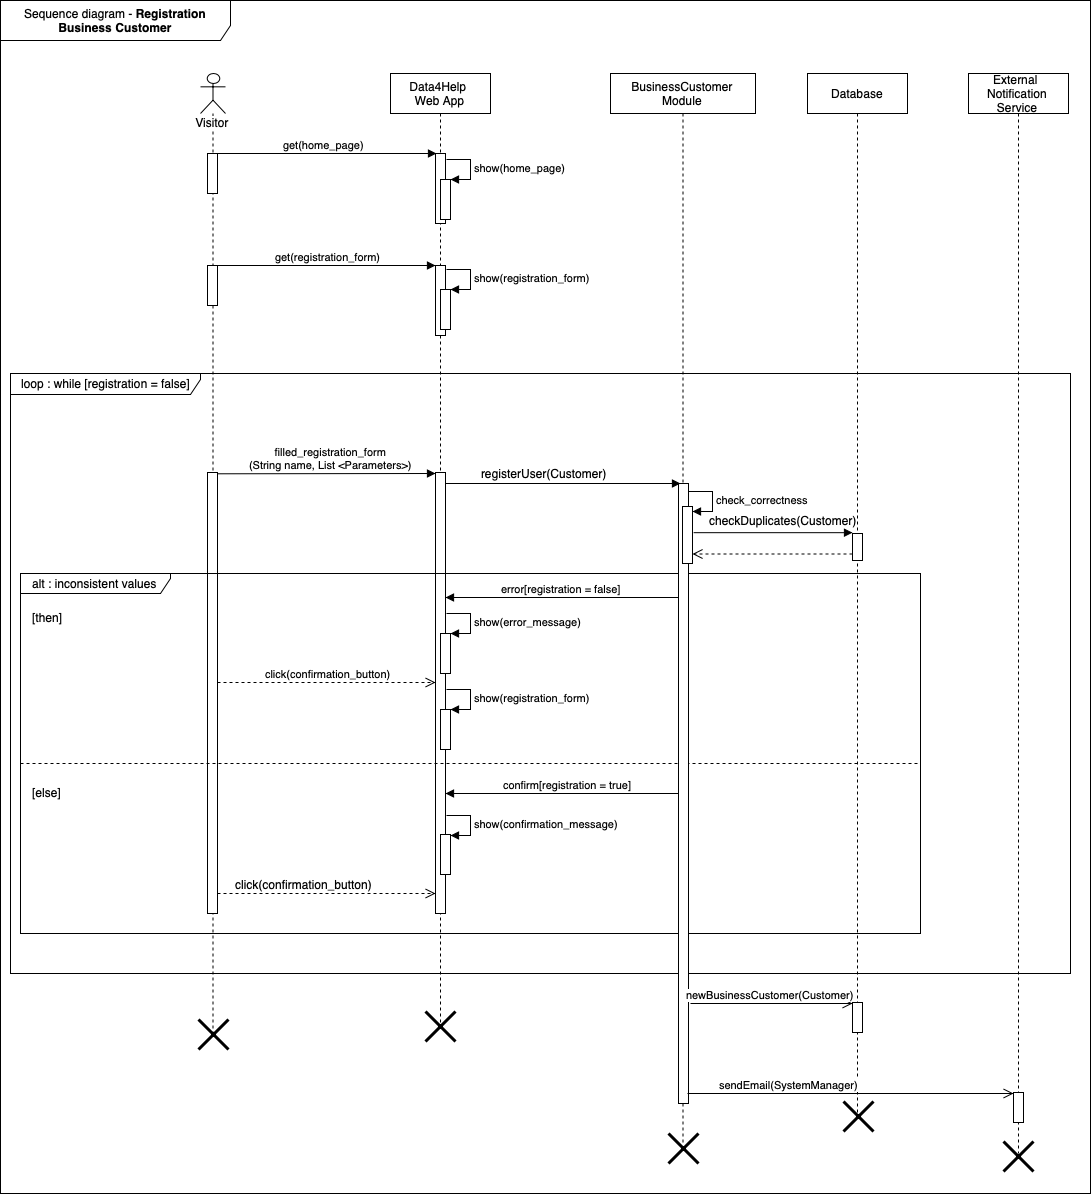 Sequence diagram - Registration
Business Customer
Visitor
Data4Help
Web App
BusinessCustomer
Module
Database
External
Notification
Service
get(home_page)
show(home_page)
get(registration_form)
show(registration_form)
loop : while [registration = false]
filled_registration_form
(String name, List <Parameters>)
registerUser(Customer)
check_correctness
checkDuplicates(Customer)
alt : inconsistent values
error[registration = false]
[then]
show(error_message)
click(confirmation_button)
show(registration_form)
confirm[registration = true]
[else]
show(confirmation_message)
click(confirmation_button)
newBusinessCustomer(Customer)
sendEmail(SystemManager)